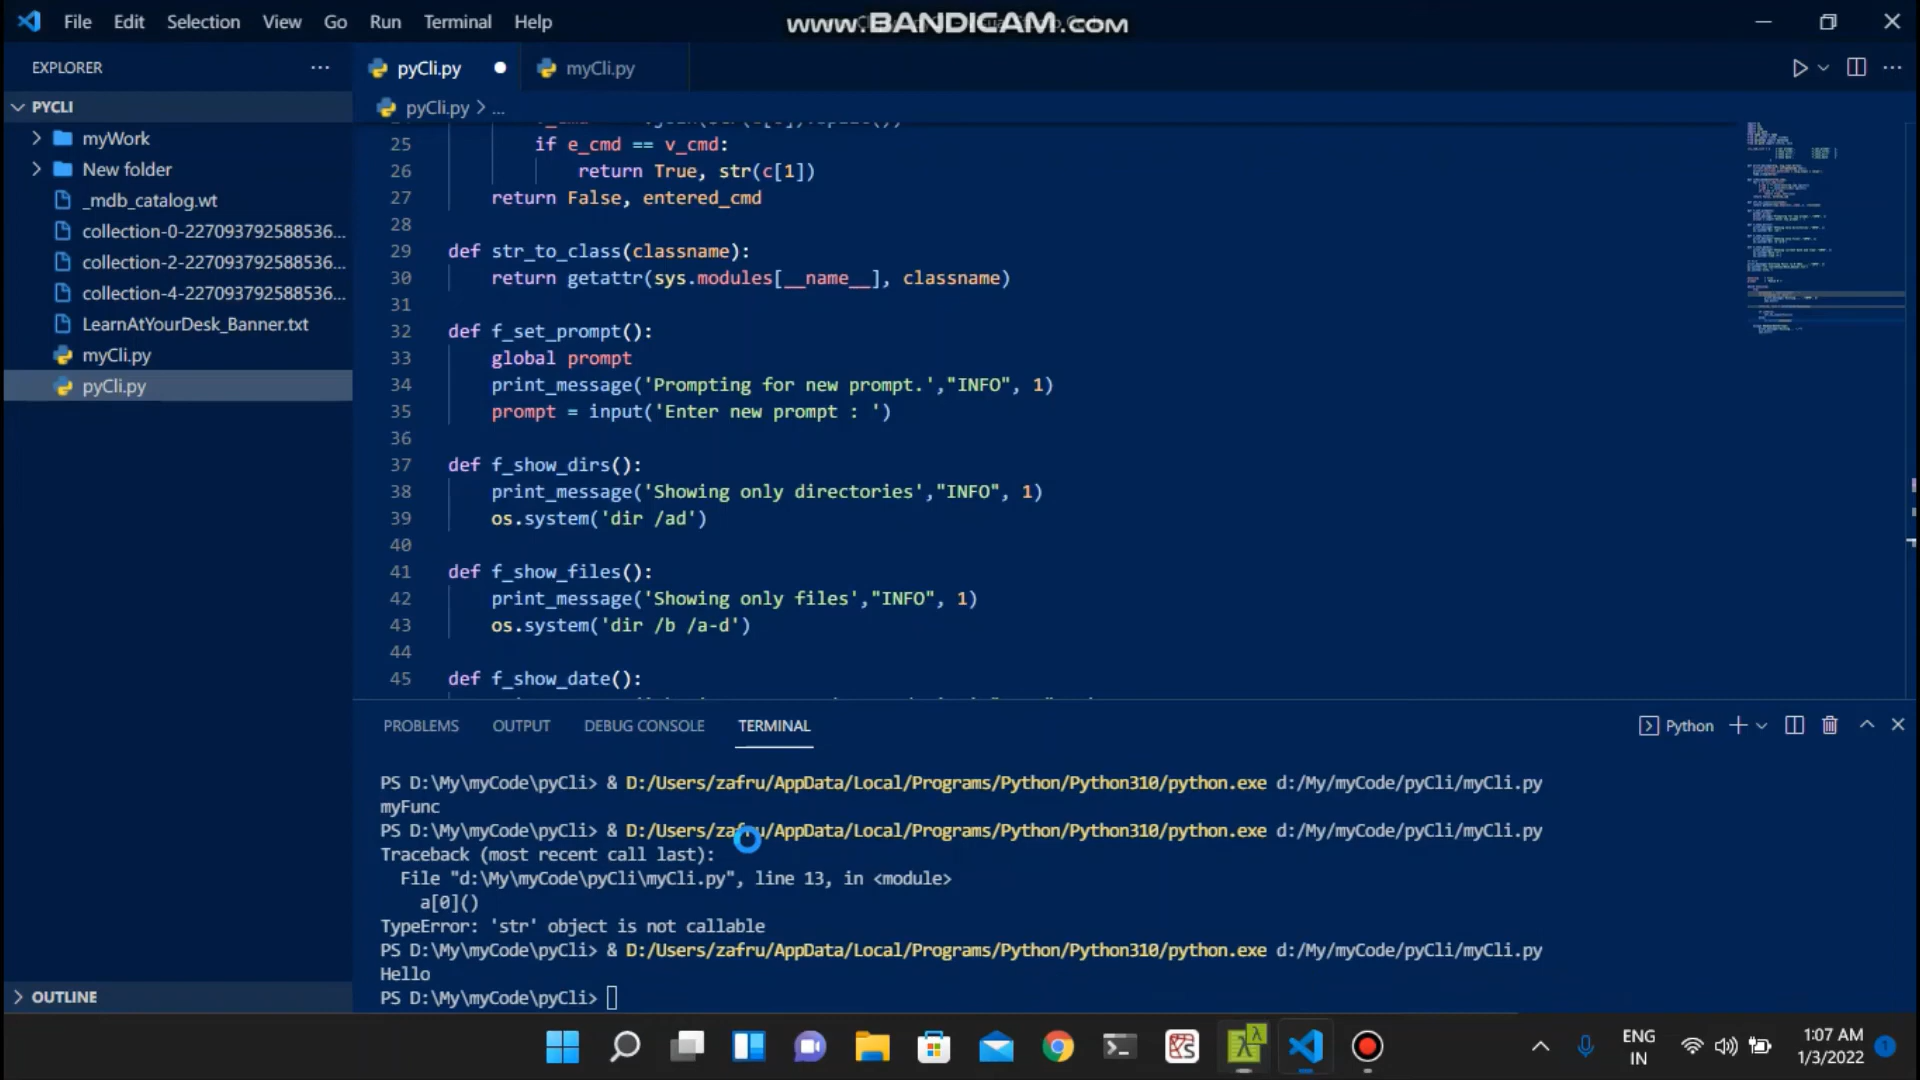 File Edit Selection View Go Run Terminal Help
www.BANDICAM.com
EXPLORER
pyCli.py
myCli.py
PYCLI
pyCli.py > ...
myWork
New folder
_mdb_catalog.wt
collection-0-227093792588536...
collection-2-227093792588536...
collection-4-227093792588536...
LearnAtYourDesk_Banner.txt
myCli.py
pyCli.py
OUTLINE
25 if e_cmd == v_cmd:
26 return True, str(c[1])
27 return False, entered_cmd
28
29 def str_to_class(classname):
30 return getattr(sys.modules[__name__], classname)
31
32 def f_set_prompt():
33 global prompt
34 print_message('Prompting for new prompt.',"INFO", 1)
35 prompt = input('Enter new prompt : ')
36
37 def f_show_dirs():
38 print_message('Showing only directories',"INFO", 1)
39 os.system('dir /ad')
40
41 def f_show_files():
42 print_message('Showing only files',"INFO", 1)
43 os.system('dir /b /a-d')
44
45 def f_show_date():
PROBLEMS OUTPUT DEBUG CONSOLE TERMINAL
Python
PS D:\My\myCode\pyCli> & D:/Users/zafru/AppData/Local/Programs/Python/Python310/python.exe d:/My/myCode/pyCli/myCli.py
myFunc
PS D:\My\myCode\pyCli> & D:/Users/zafru/AppData/Local/Programs/Python/Python310/python.exe d:/My/myCode/pyCli/myCli.py
Traceback (most recent call last):
File "d:\My\myCode\pyCli\myCli.py", line 13, in <module>
a[0]()
TypeError: 'str' object is not callable
PS D:\My\myCode\pyCli> & D:/Users/zafru/AppData/Local/Programs/Python/Python310/python.exe d:/My/myCode/pyCli/myCli.py
Hello
PS D:\My\myCode\pyCli>
ENG
IN
1:07 AM
1/3/2022
1